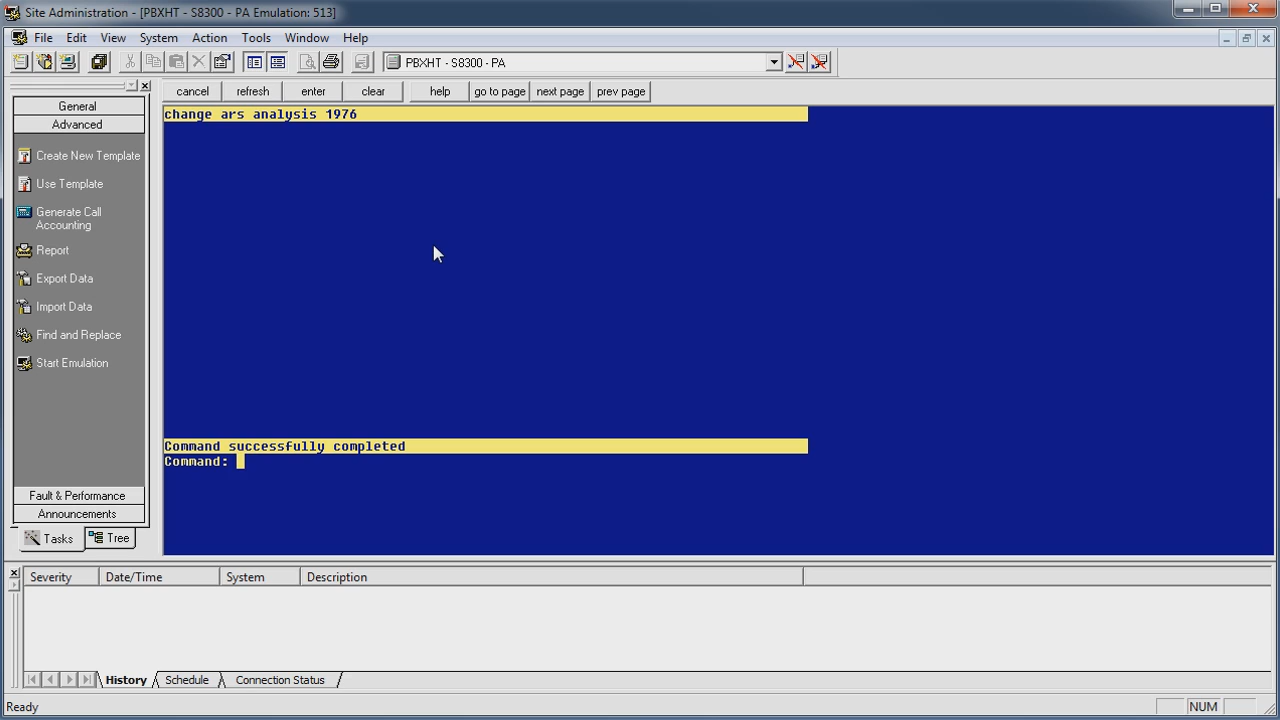 Site Administration - [PBXHT - S8300 - PA Emulation: 513]
File Edit View System Action Tools Window Help
PBXHT - S8300 - PA
General
Advanced
Create New Template
Use Template
Generate Call
Accounting
Report
Export Data
Import Data
Find and Replace
Start Emulation
Fault & Performance
Announcements
Tasks Tree
cancel refresh enter clear help go to page next page prev page
change ars analysis 1976
Command successfully completed
Command:
Severity Date/Time System Description
History Schedule Connection Status
Ready NUM